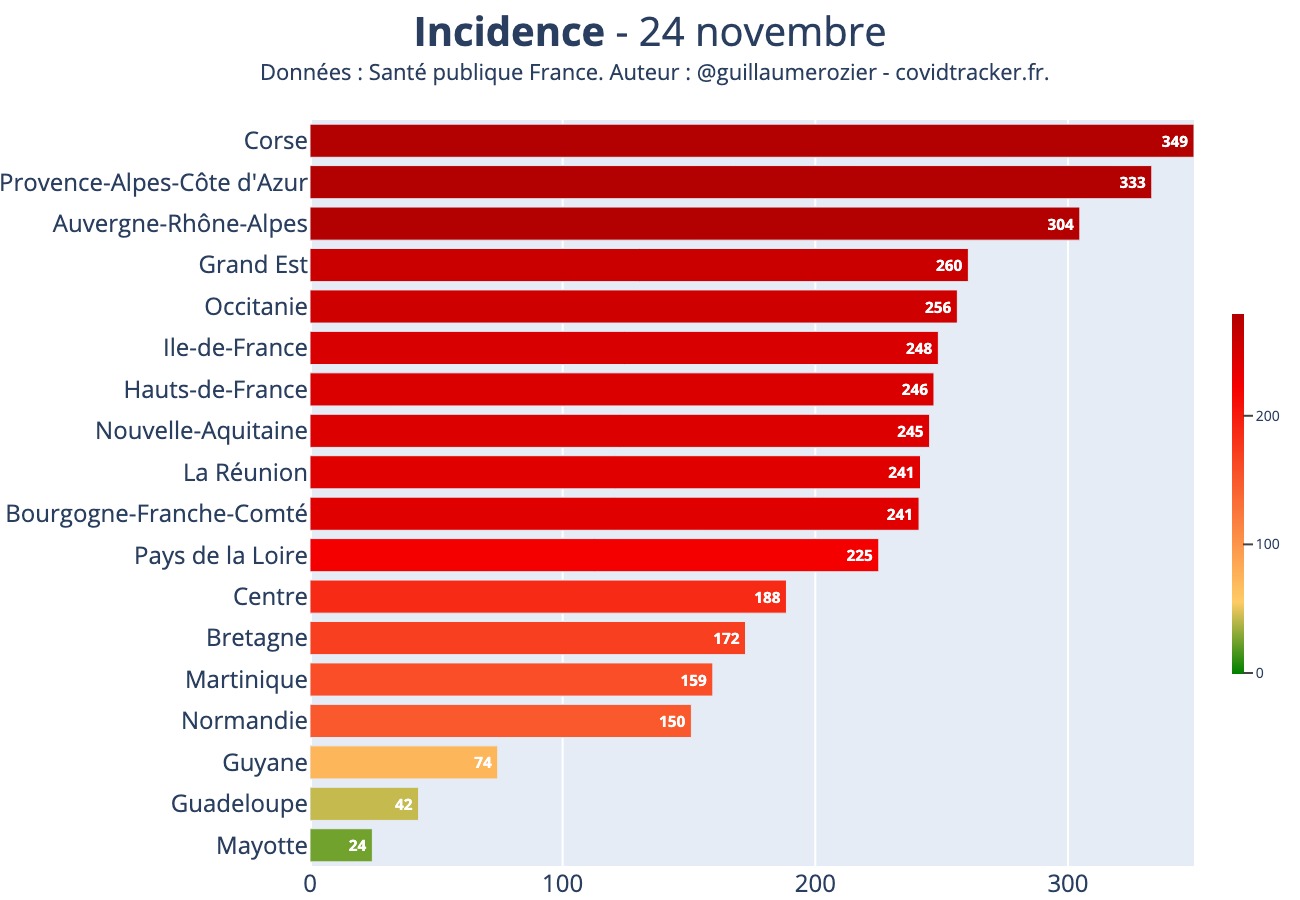 Incidence - 24 novembre
Données : Santé publique France. Auteur : @guillaumerozier - covidtracker.fr.
Corse 349
Provence-Alpes-Côte d'Azur 333
Auvergne-Rhône-Alpes 304
Grand Est 260
Occitanie 256
Ile-de-France 248
Hauts-de-France 246
Nouvelle-Aquitaine 245
La Réunion 241
Bourgogne-Franche-Comté 241
Pays de la Loire 225
Centre 188
Bretagne 172
Martinique 159
Normandie 150
Guyane 74
Guadeloupe 42
Mayotte 24
0 100 200 300
200
100
0